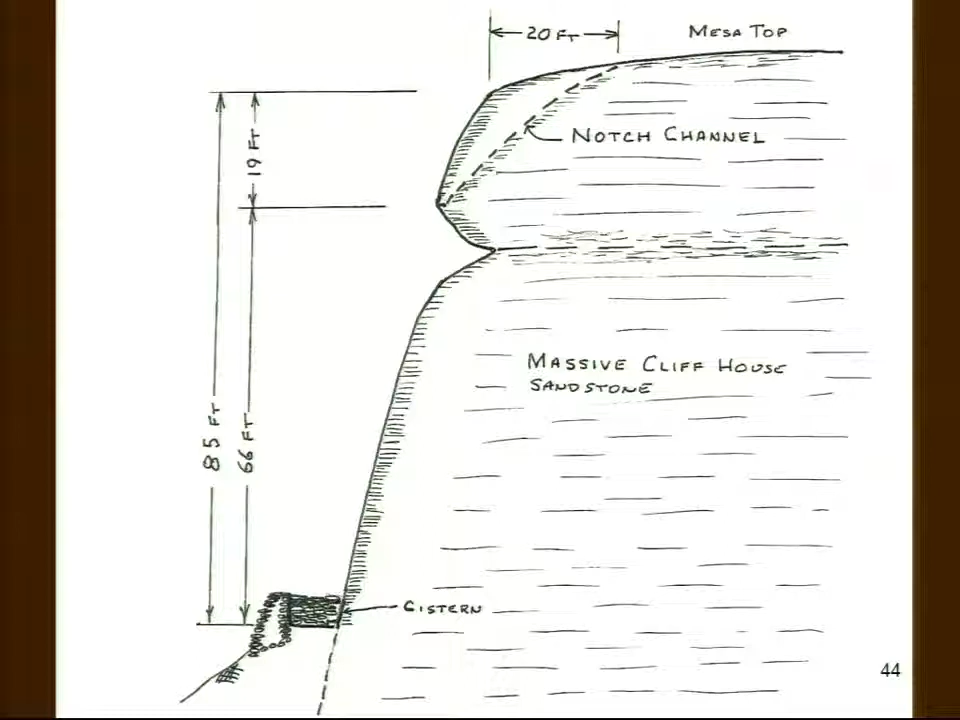 20 FT
MESA TOP
NOTCH CHANNEL
19 FT
85 FT
66 FT
MASSIVE CLIFF HOUSE
SANDSTONE
CISTERN
44